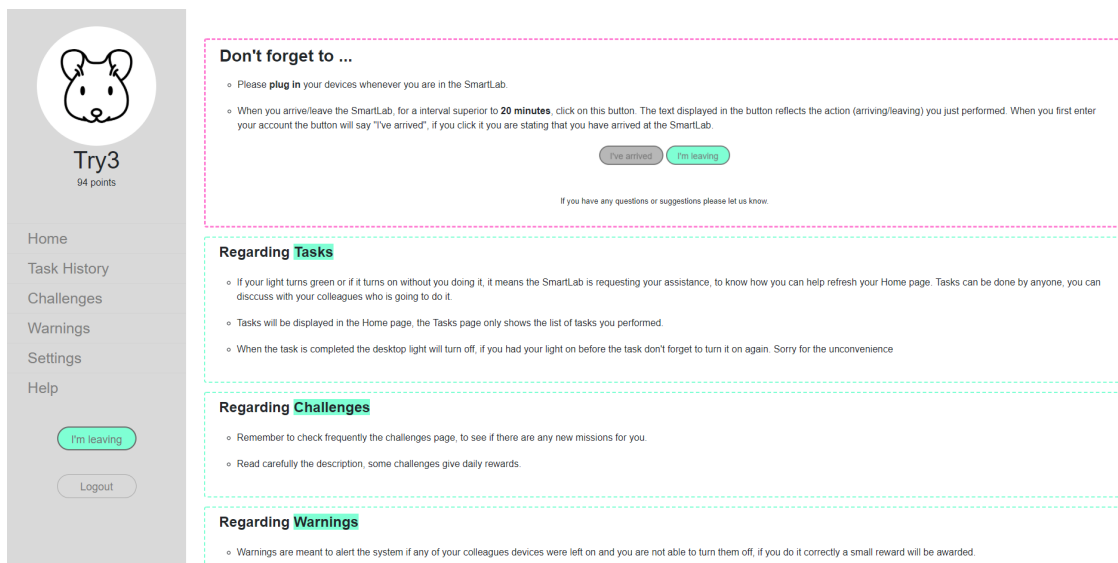 Try3
94 points
Home
Task History
Challenges
Warnings
Settings
Help
I'm leaving
Logout
Don't forget to ...
Please plug in your devices whenever you are in the SmartLab.
When you arrive/leave the SmartLab, for a interval superior to 20 minutes, click on this button. The text displayed in the button reflects the action (arriving/leaving) you just performed. When you first enter
your account the button will say "I've arrived", if you click it you are stating that you have arrived at the SmartLab.
I've arrived I'm leaving
If you have any questions or suggestions please let us know.
Regarding Tasks
If your light turns green or if it turns on without you doing it, it means the SmartLab is requesting your assistance, to know how you can help refresh your Home page. Tasks can be done by anyone, you can
disccuss with your colleagues who is going to do it.
Tasks will be displayed in the Home page, the Tasks page only shows the list of tasks you performed.
When the task is completed the desktop light will turn off, if you had your light on before the task don't forget to turn it on again. Sorry for the unconvenience
Regarding Challenges
Remember to check frequently the challenges page, to see if there are any new missions for you.
Read carefully the description, some challenges give daily rewards.
Regarding Warnings
Warnings are meant to alert the system if any of your colleagues devices were left on and you are not able to turn them off, if you do it correctly a small reward will be awarded.